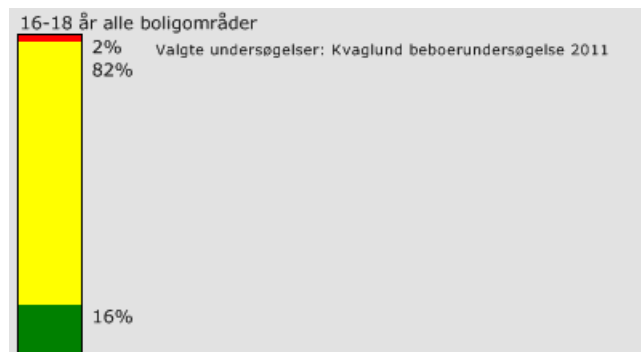 16-18 år alle boligområder
2%
Valgte undersøgelser: Kvaglund beboerundersøgelse 2011
82%
16%